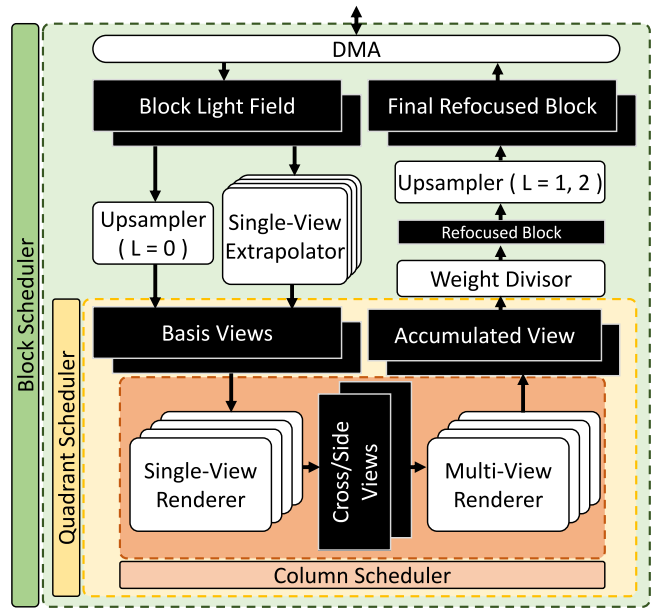 DMA
Block Light Field
Final Refocused Block
Upsampler
( L = 0 )
Single-View
Extrapolator
Upsampler ( L = 1, 2 )
Refocused Block
Weight Divisor
Block Scheduler
Quadrant Scheduler
Basis Views
Accumulated View
Single-View
Renderer
Cross/Side
Views
Multi-View
Renderer
Column Scheduler